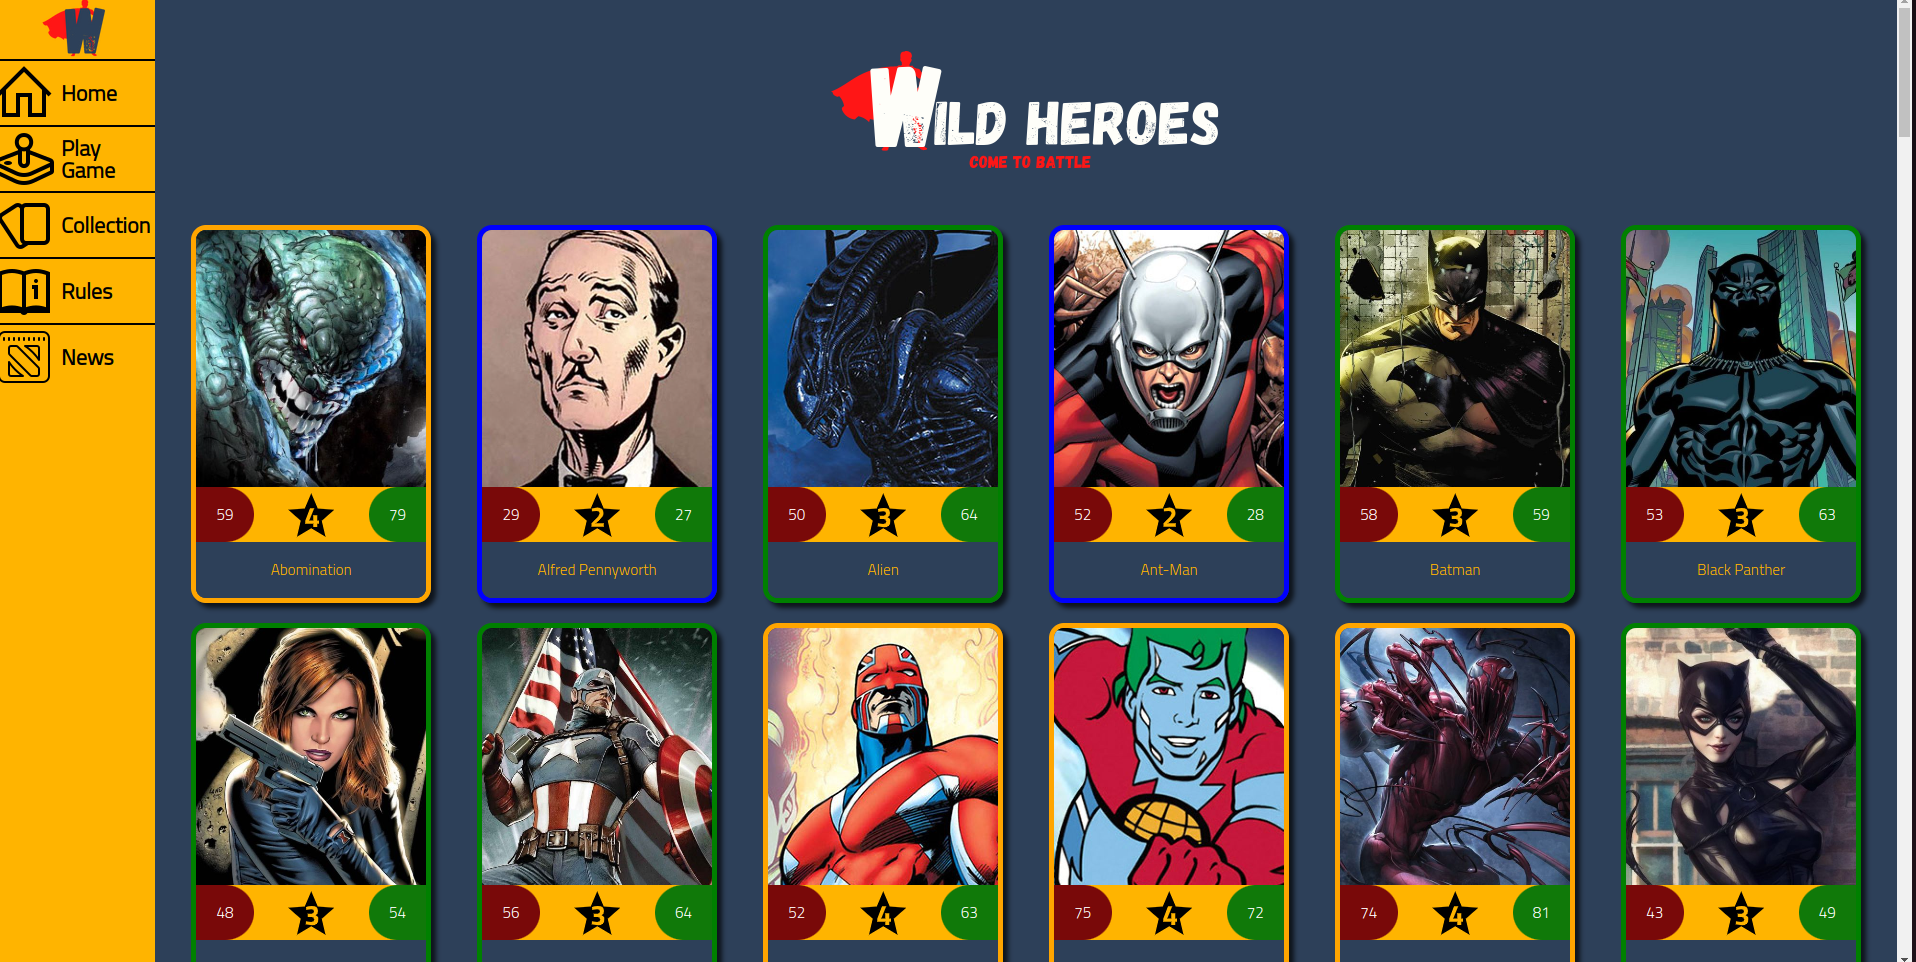 W
Home
Play
Game
Collection
Rules
News
WILD HEROES
COME TO BATTLE
59 4 79
Abomination
29 2 27
Alfred Pennyworth
50 3 64
Alien
52 2 28
Ant-Man
58 3 59
Batman
53 3 63
Black Panther
48 3 54
56 3 64
52 4 63
75 4 72
74 4 81
43 3 49